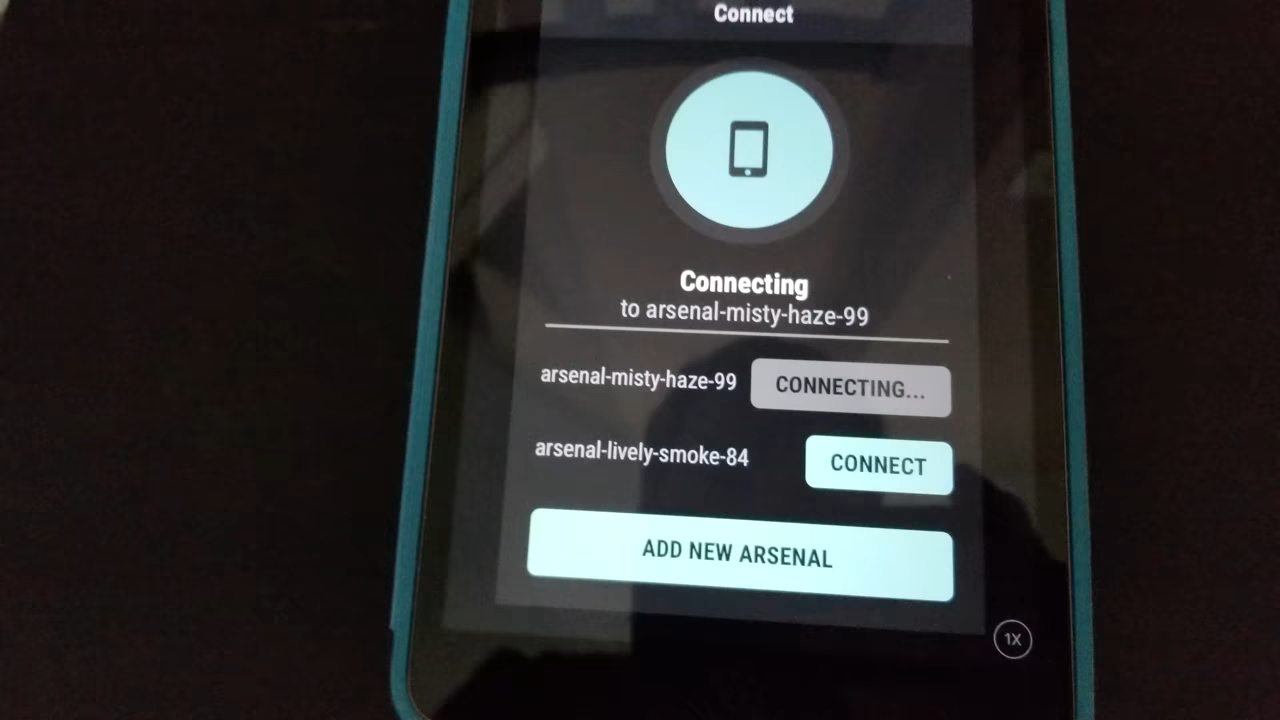 Connect
Connecting
to arsenal-misty-haze-99
arsenal-misty-haze-99 CONNECTING...
arsenal-lively-smoke-84 CONNECT
ADD NEW ARSENAL
1X